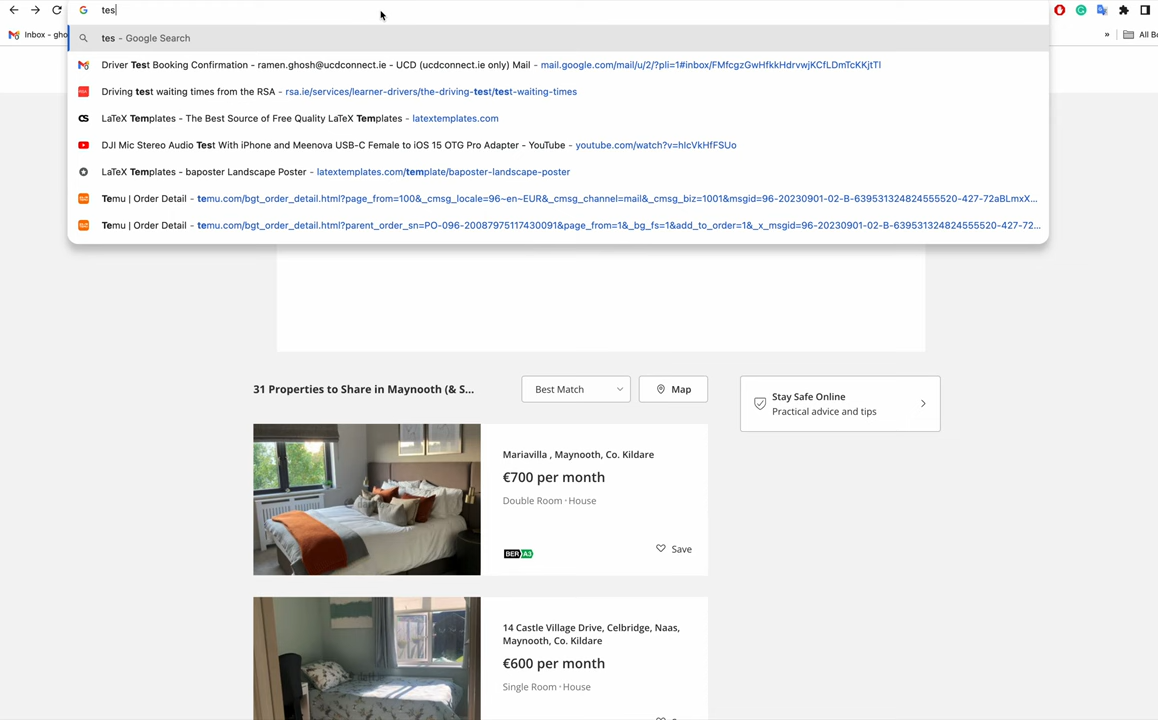 tes
Inbox - gho
»
All Bo
tes - Google Search
Driver Test Booking Confirmation - ramen.ghosh@ucdconnect.ie - UCD (ucdconnect.ie only) Mail - mail.google.com/mail/u/2/?pli=1#inbox/FMfcgzGwHfkkHdrvwjKCfLDmTcKKjtTl
Driving test waiting times from the RSA - rsa.ie/services/learner-drivers/the-driving-test/test-waiting-times
LaTeX Templates - The Best Source of Free Quality LaTeX Templates - latextemplates.com
DJI Mic Stereo Audio Test With iPhone and Meenova USB-C Female to iOS 15 OTG Pro Adapter - YouTube - youtube.com/watch?v=hIcVkHfFSUo
LaTeX Templates - baposter Landscape Poster - latextemplates.com/template/baposter-landscape-poster
Temu | Order Detail - temu.com/bgt_order_detail.html?page_from=100&_cmsg_locale=96~en~EUR&_cmsg_channel=mail&_cmsg_biz=1001&msgid=96-20230901-02-B-639531324824555520-427-72aBLmxX...
Temu | Order Detail - temu.com/bgt_order_detail.html?parent_order_sn=PO-096-20087975117430091&page_from=1&_bg_fs=1&add_to_order=1&_x_msgid=96-20230901-02-B-639531324824555520-427-72...
31 Properties to Share in Maynooth (& S...
Best Match
Map
Stay Safe Online
Practical advice and tips
Mariavilla , Maynooth, Co. Kildare
€700 per month
Double Room · House
BER A3
Save
14 Castle Village Drive, Celbridge, Naas,
Maynooth, Co. Kildare
€600 per month
Single Room · House